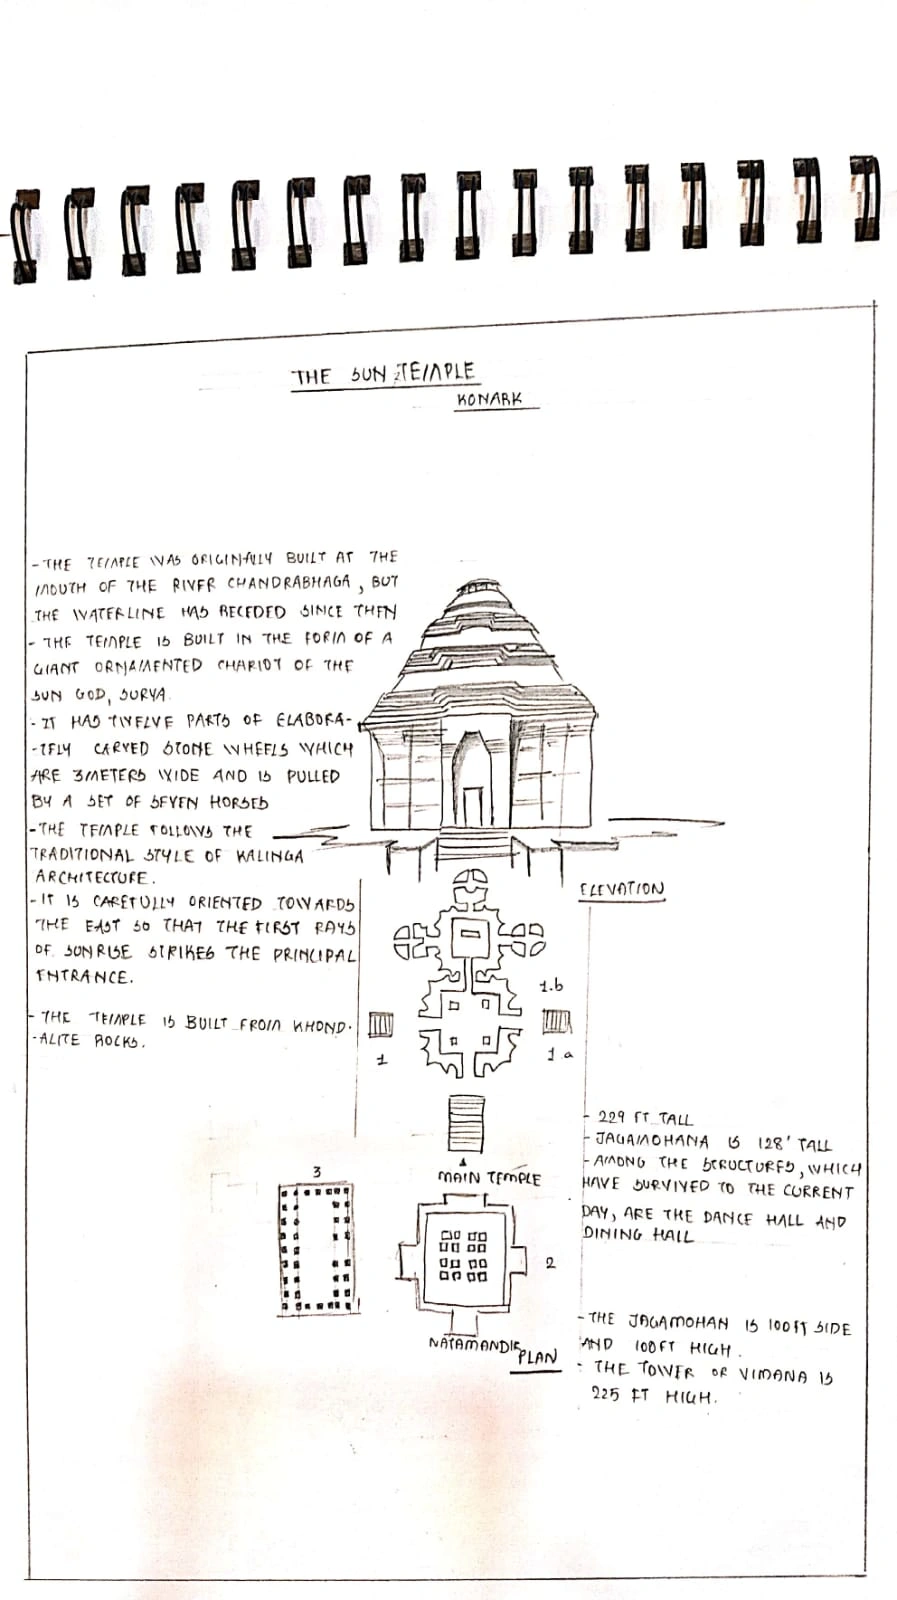 THE SUN TEMPLE
KONARK
- THE TEMPLE WAS ORIGINALLY BUILT AT THE
MOUTH OF THE RIVER CHANDRABHAGA, BUT
THE WATERLINE HAS RECEDED SINCE THEN
- THE TEMPLE IS BUILT IN THE FORM OF A
GIANT ORNAMENTED CHARIOT OF THE
SUN GOD, SURYA.
- IT HAS TWELVE PARTS OF ELABORA-
-TELY CARVED STONE WHEELS WHICH
ARE 3METERS WIDE AND IS PULLED
BY A SET OF SEVEN HORSES
- THE TEMPLE FOLLOWS THE
TRADITIONAL STYLE OF KALINGA
ARCHITECTURE.
- IT IS CAREFULLY ORIENTED TOWARDS
THE EAST SO THAT THE FIRST RAYS
OF SUNRISE STRIKES THE PRINCIPAL
ENTRANCE.
- THE TEMPLE IS BUILT FROM KHOND-
-ALITE ROCKS.
ELEVATION
1.b
1
1.a
MAIN TEMPLE
3
2
NATAMANDIR
PLAN
- 229 FT TALL
- JAGAMOHANA IS 128' TALL
- AMONG THE STRUCTURES, WHICH
HAVE SURVIVED TO THE CURRENT
DAY, ARE THE DANCE HALL AND
DINING HALL
- THE JAGAMOHAN IS 100FT SIDE
AND 100FT HIGH.
- THE TOWER OR VIMANA IS
225 FT HIGH.